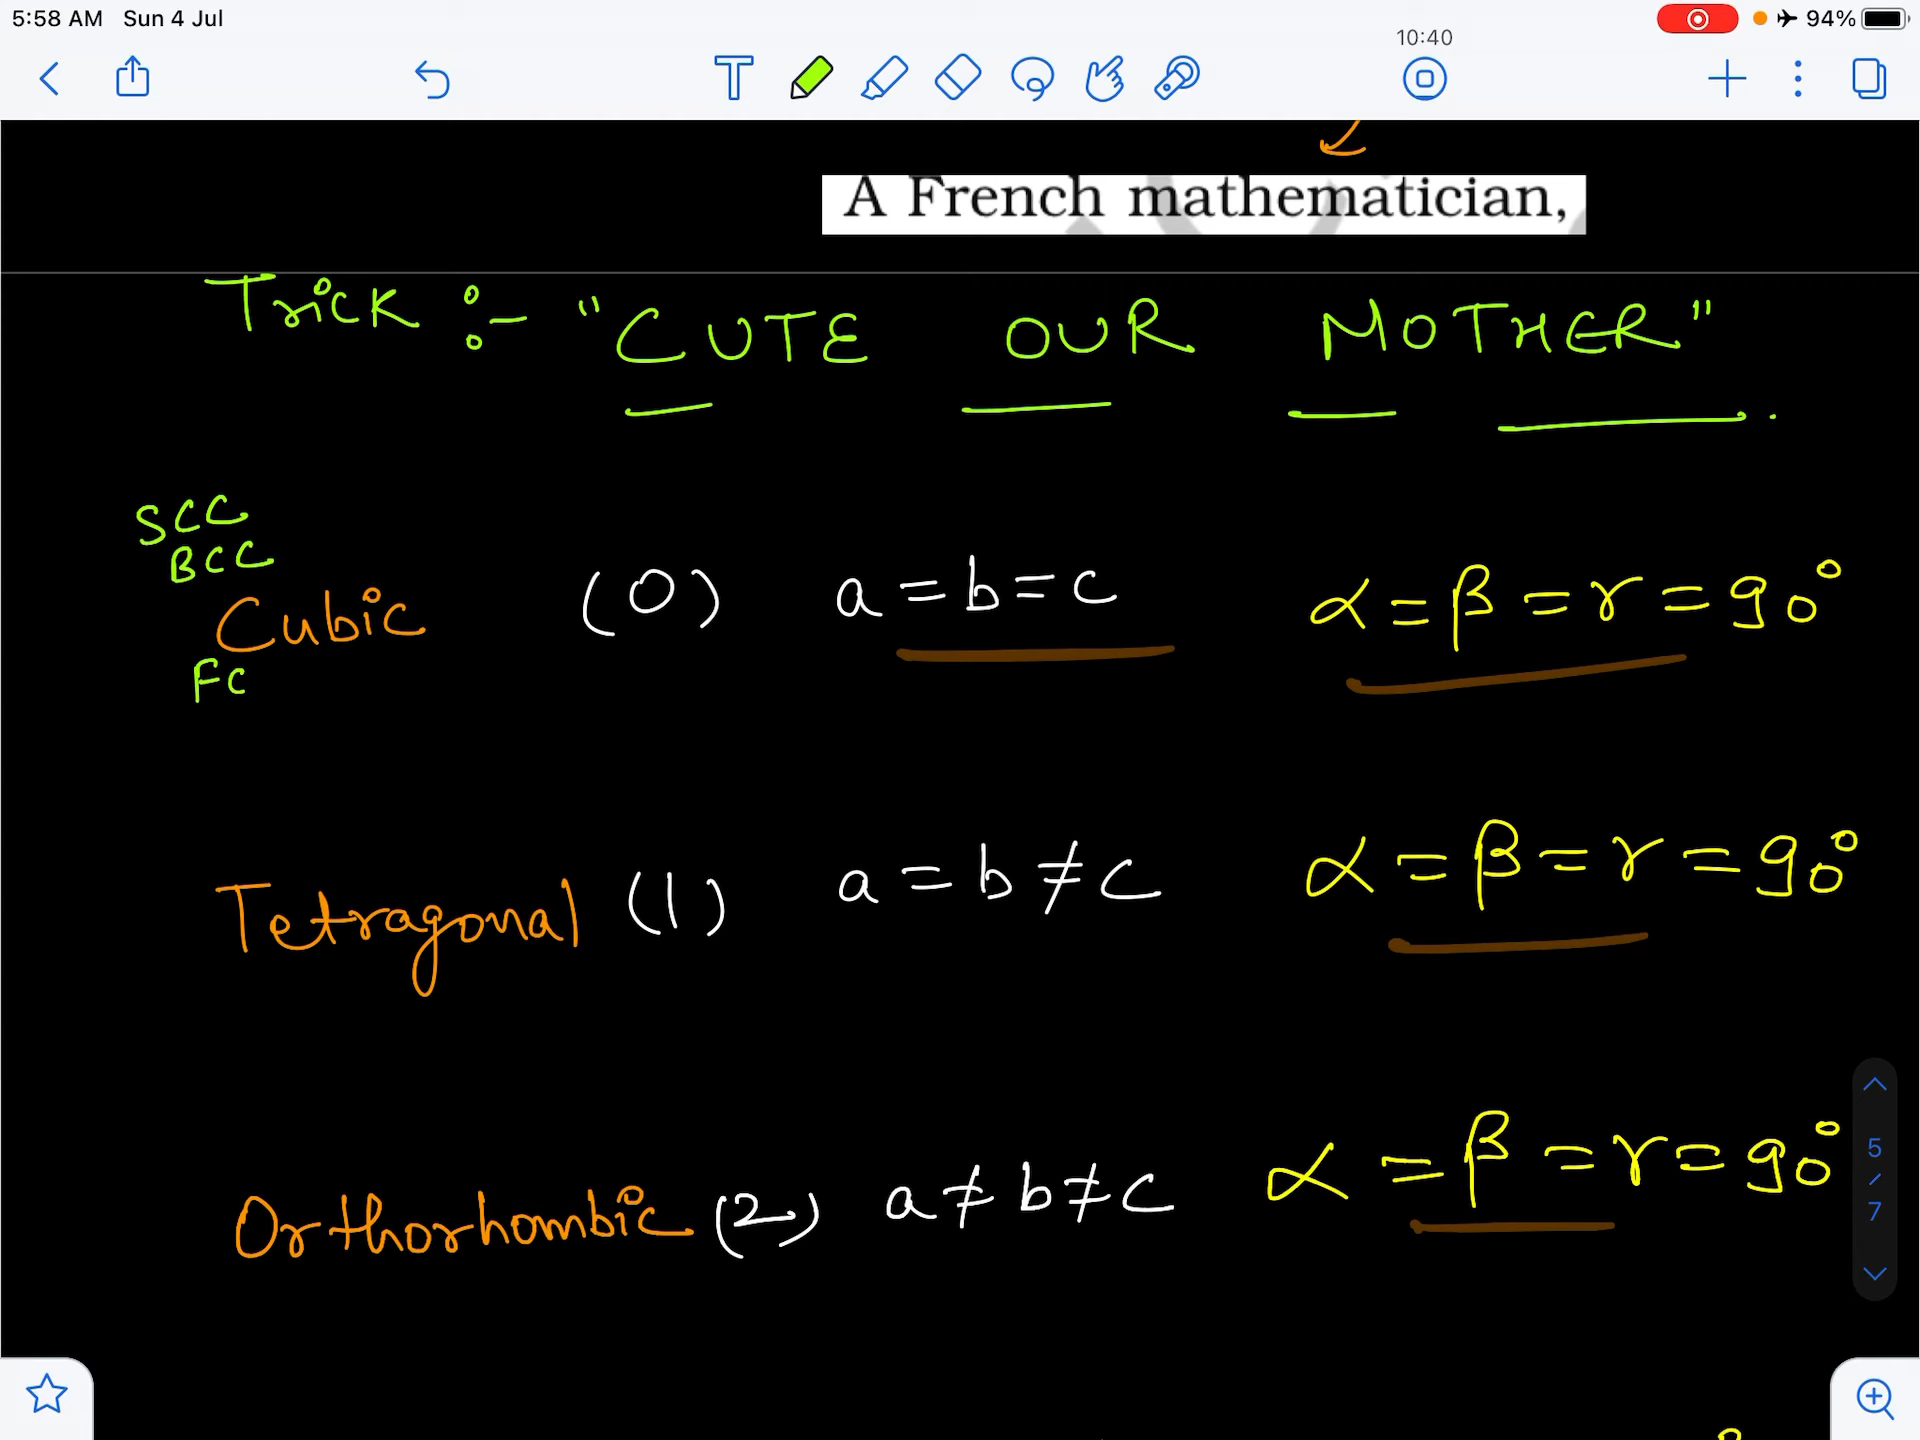 5:58 AM Sun 4 Jul 94%
10:40
A French mathematician,
Trick :- "CUTE OUR MOTHER"
SCC
BCC
Cubic (0) a = b = c α = β = γ = 90°
FC
Tetragonal (1) a = b ≠ c α = β = γ = 90°
Orthorhombic (2) a ≠ b ≠ c α = β = γ = 90°
5
/
7